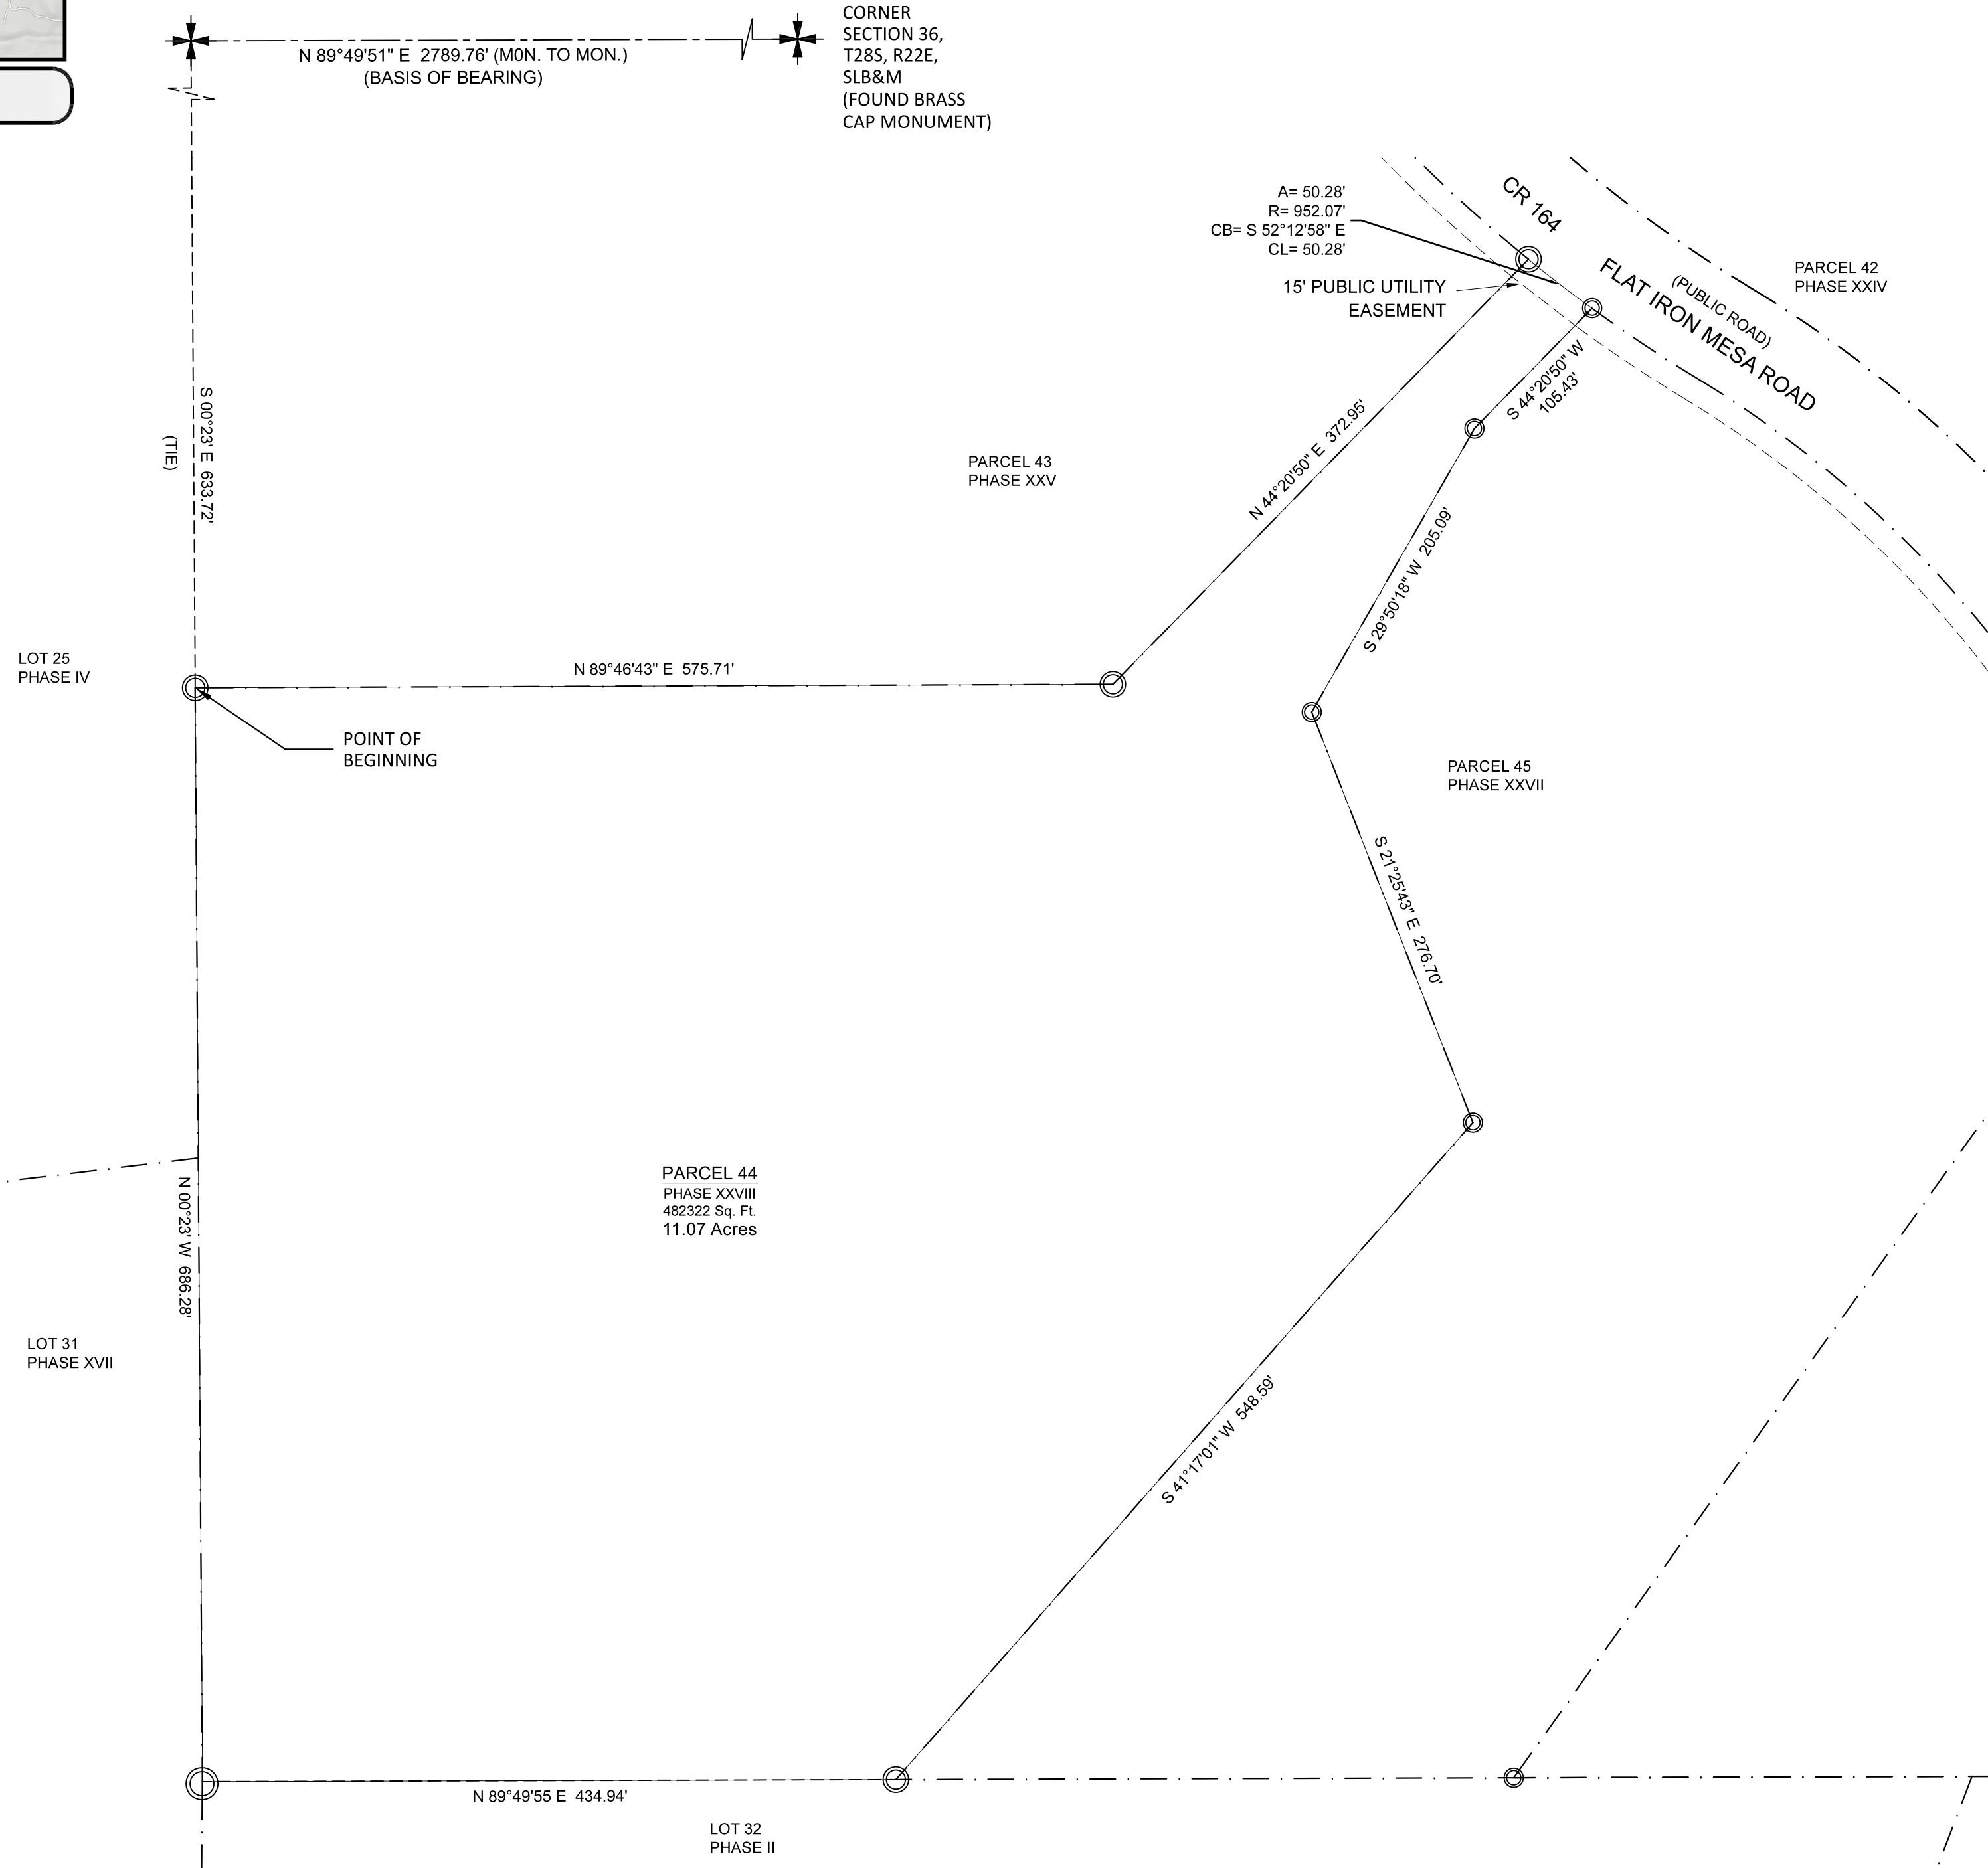 CORNER
SECTION 36,
T28S, R22E,
SLB&M
(FOUND BRASS
CAP MONUMENT)
N 89°49'51" E 2789.76' (M0N. TO MON.)
(BASIS OF BEARING)
A= 50.28'
R= 952.07'
CB= S 52°12'58" E
CL= 50.28'
15' PUBLIC UTILITY
EASEMENT
CR 164
FLAT IRON MESA ROAD
(PUBLIC ROAD)
PARCEL 42
PHASE XXIV
S 44°20'50" W
105.43'
N 44°20'50" E 372.95'
S 00°23' E 633.72'
(TIE)
PARCEL 43
PHASE XXV
S 29°50'18" W 205.09'
LOT 25
PHASE IV
N 89°46'43" E 575.71'
POINT OF
BEGINNING
PARCEL 45
PHASE XXVII
S 21°25'43" E 276.70'
PARCEL 44
PHASE XXVIII
482322 Sq. Ft.
11.07 Acres
N 00°23' W 686.28'
LOT 31
PHASE XVII
S 41°17'01" W 548.59'
N 89°49'55 E 434.94'
LOT 32
PHASE II